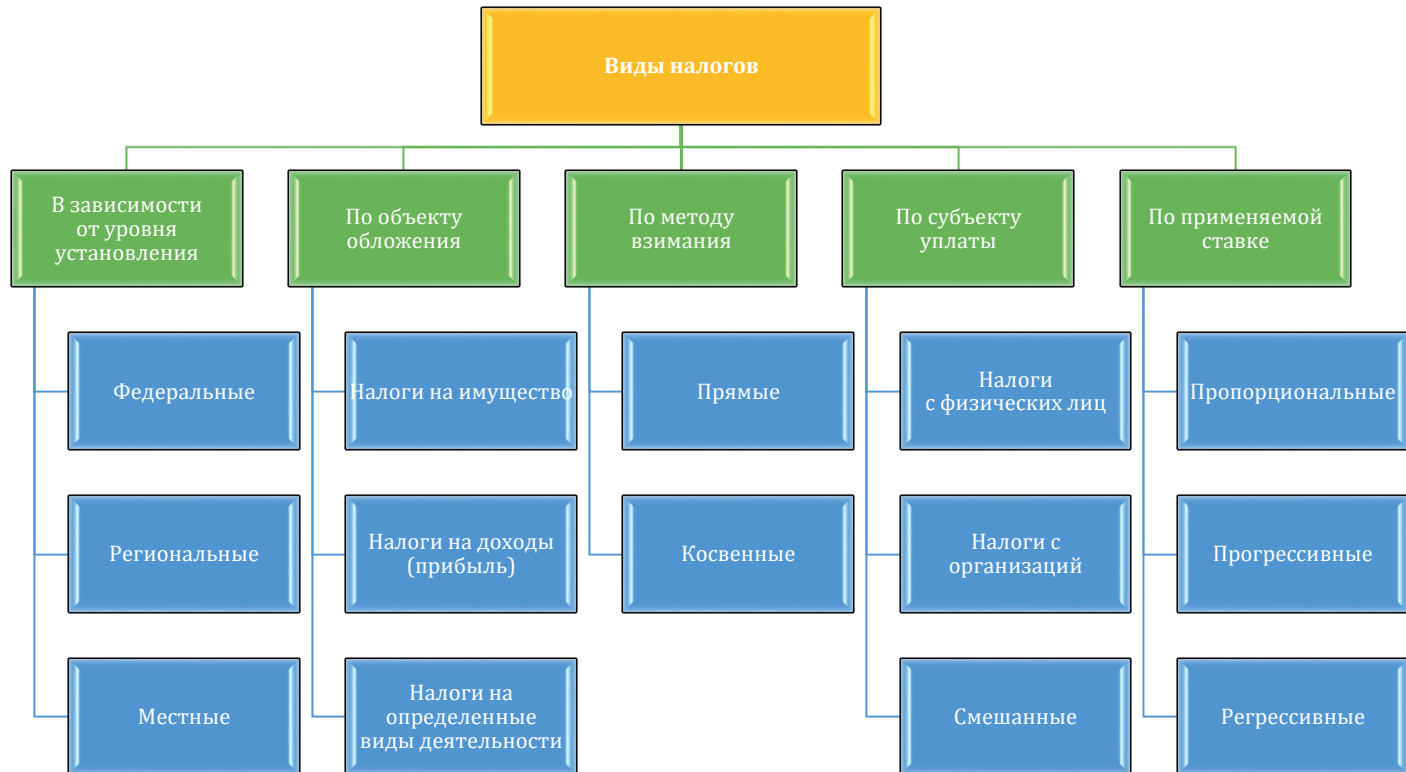 Виды налогов
В зависимости
от уровня
установления
По объекту
обложения
По методу
взимания
По субъекту
уплаты
По применяемой
ставке
Федеральные
Налоги на имущество
Прямые
Налоги
с физических лиц
Пропорциональные
Региональные
Налоги на доходы
(прибыль)
Косвенные
Налоги с
организаций
Прогрессивные
Местные
Налоги на
определенные
виды деятельности
Смешанные
Регрессивные